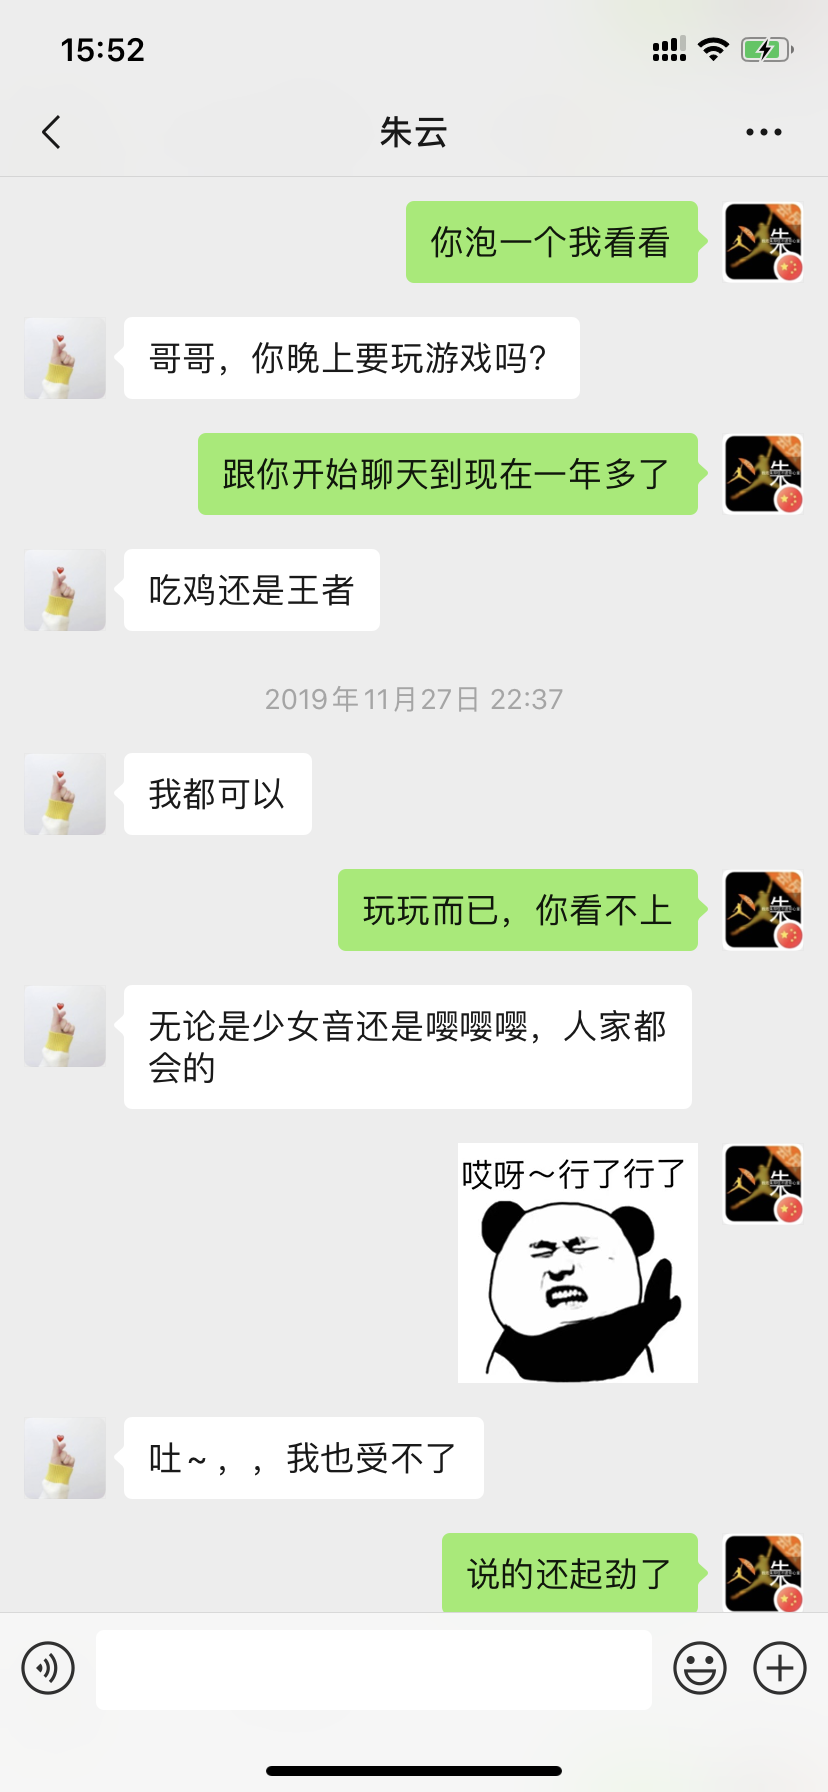 15:52
朱云
你泡一个我看看
朱
哥哥，你晚上要玩游戏吗？
跟你开始聊天到现在一年多了
朱
吃鸡还是王者
2019年11月27日 22:37
我都可以
玩玩而已，你看不上
朱
无论是少女音还是嘤嘤嘤，人家都
会的
哎呀～行了行了
朱
吐~，，我也受不了
说的还起劲了
朱